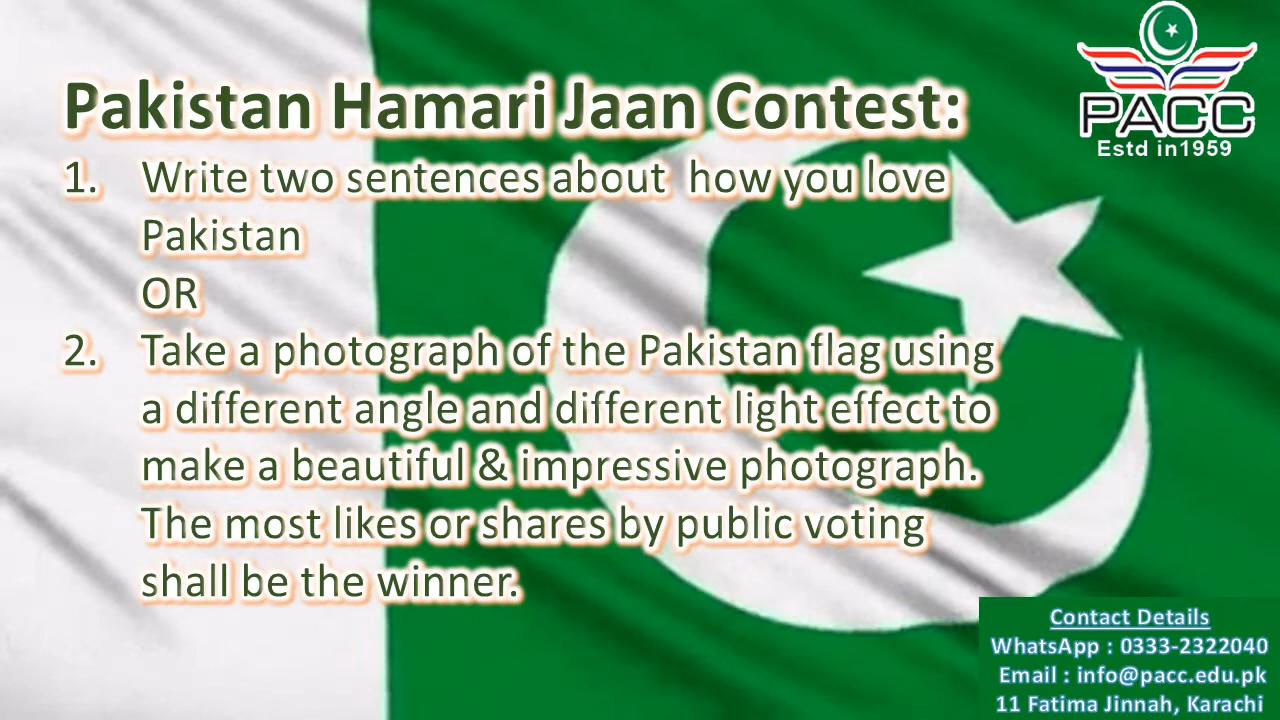 PACC
Estd in1959
Pakistan Hamari Jaan Contest:
1. Write two sentences about how you love
Pakistan
OR
2. Take a photograph of the Pakistan flag using
a different angle and different light effect to
make a beautiful & impressive photograph.
The most likes or shares by public voting
shall be the winner.
Contact Details
WhatsApp : 0333-2322040
Email : info@pacc.edu.pk
11 Fatima Jinnah, Karachi